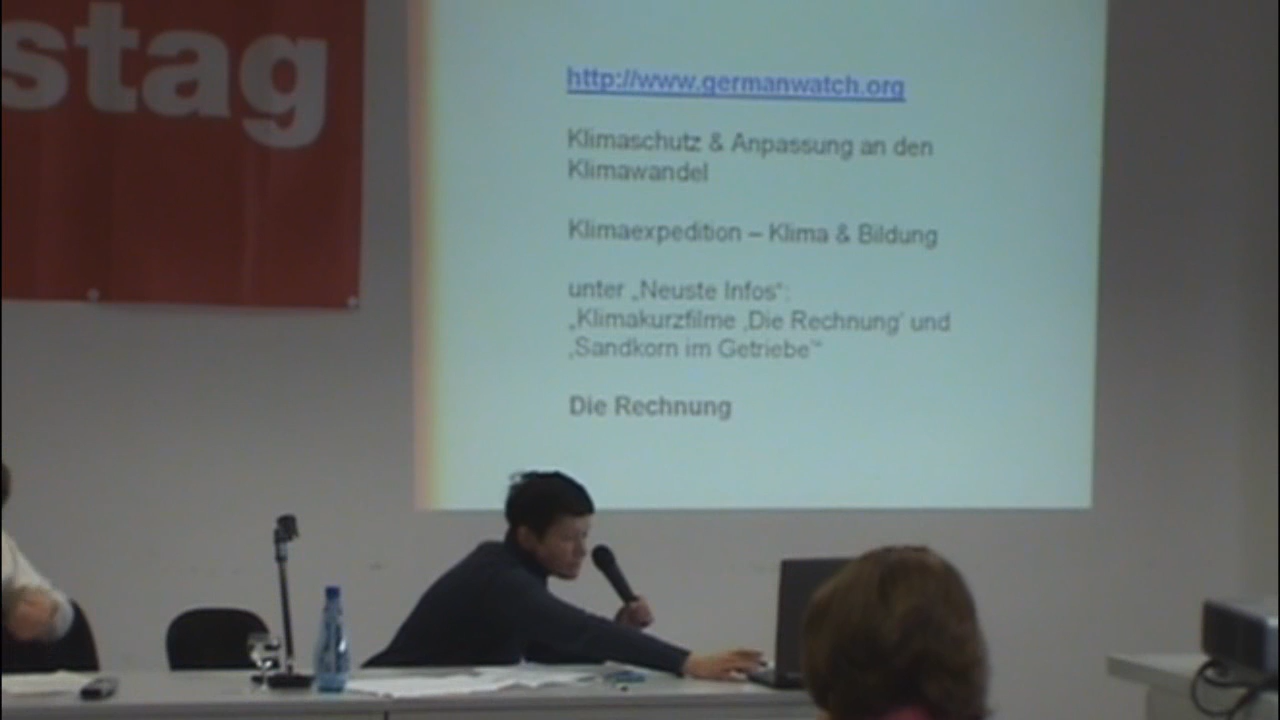 stag
http://www.germanwatch.org
Klimaschutz & Anpassung an den
Klimawandel
Klimaexpedition – Klima & Bildung
unter „Neuste Infos“:
„Klimakurzfilme ‚Die Rechnung‘ und
‚Sandkorn im Getriebe‘“
Die Rechnung